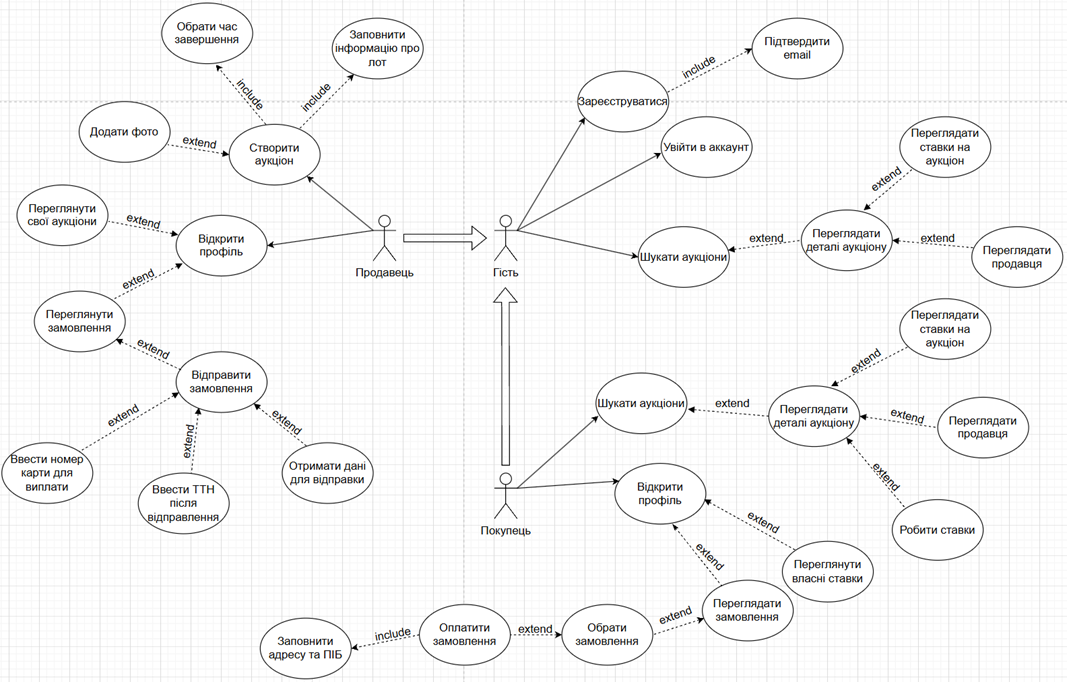 Обрати час
завершення
Заповнити
інформацію про
лот
include
include
Додати фото
extend
Створити
аукціон
Переглянути
свої аукціони
extend
Відкрити
профіль
extend
Переглянути
замовлення
extend
Відправити
замовлення
extend
extend
extend
Ввести номер
карти для
виплати
Ввести ТТН
після
відправлення
Отримати дані
для відправки
Продавець
Гість
Зареєструватися
include
Підтвердити
email
Увійти в аккаунт
Шукати аукціони
extend
Переглядати
деталі аукціону
extend
Переглядати
ставки на
аукціон
extend
Переглядати
продавця
Покупець
Шукати аукціони
extend
Переглядати
деталі аукціону
extend
Переглядати
ставки на
аукціон
extend
Переглядати
продавця
extend
Робити ставки
Відкрити
профіль
extend
Переглянути
власні ставки
extend
Переглядати
замовлення
extend
Обрати
замовлення
extend
Оплатити
замовлення
include
Заповнити
адресу та ПІБ